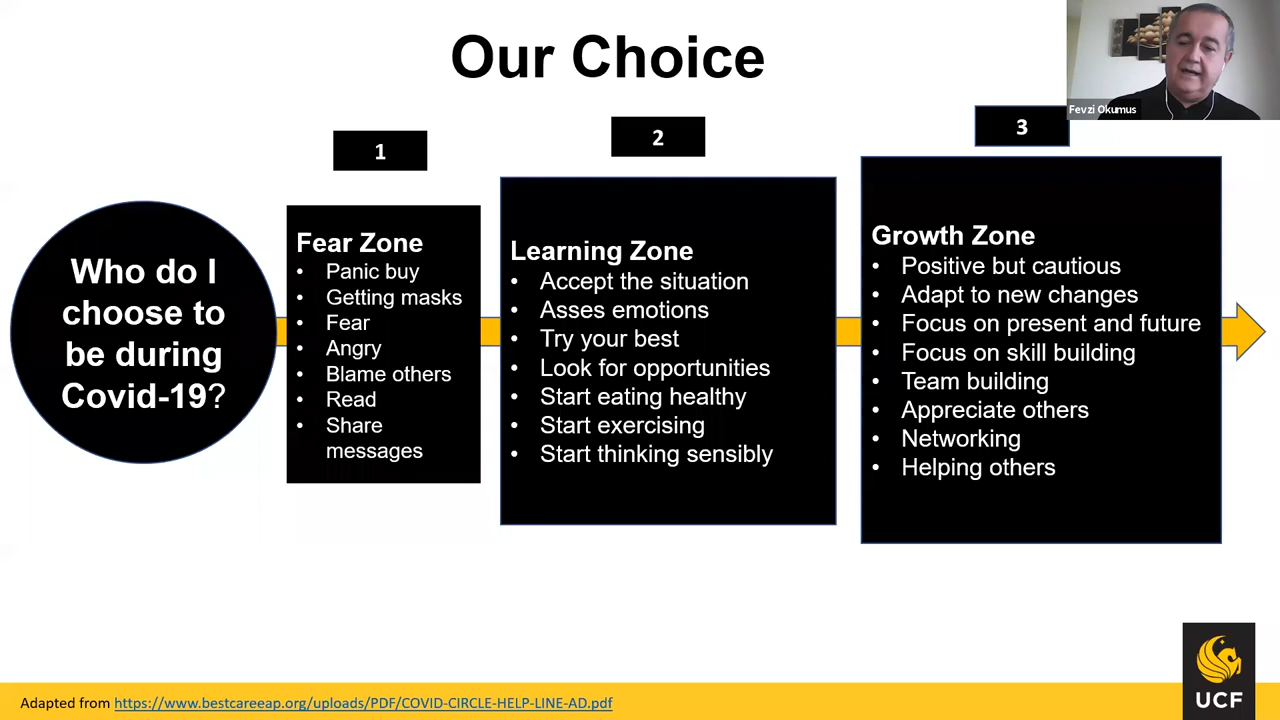 Our Choice
Fevzi Okumus
1
2
3
Who do I
choose to
be during
Covid-19?
Fear Zone
• Panic buy
• Getting masks
• Fear
• Angry
• Blame others
• Read
• Share
messages
Learning Zone
• Accept the situation
• Asses emotions
• Try your best
• Look for opportunities
• Start eating healthy
• Start exercising
• Start thinking sensibly
Growth Zone
• Positive but cautious
• Adapt to new changes
• Focus on present and future
• Focus on skill building
• Team building
• Appreciate others
• Networking
• Helping others
Adapted from https://www.bestcareeap.org/uploads/PDF/COVID-CIRCLE-HELP-LINE-AD.pdf
UCF